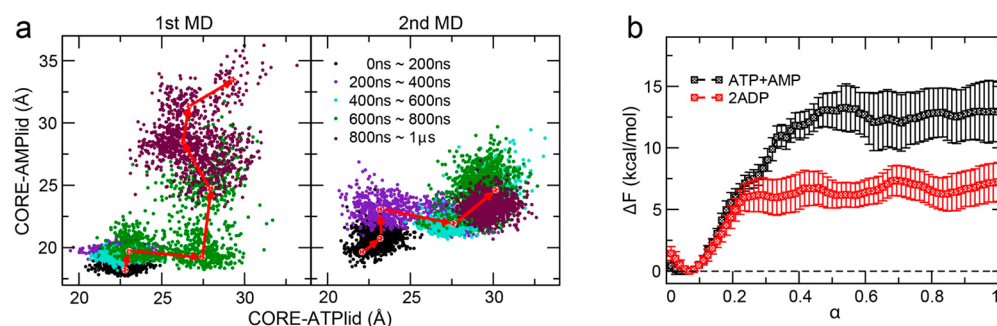 a
1st MD
2nd MD
b
CORE-AMPlid (Å)
35
30
25
20
0ns ~ 200ns
200ns ~ 400ns
400ns ~ 600ns
600ns ~ 800ns
800ns ~ 1μs
20 25 30 20 25 30
CORE-ATPlid (Å)
ΔF (kcal/mol)
15
10
5
0
ATP+AMP
2ADP
0 0.2 0.4 0.6 0.8 1
α